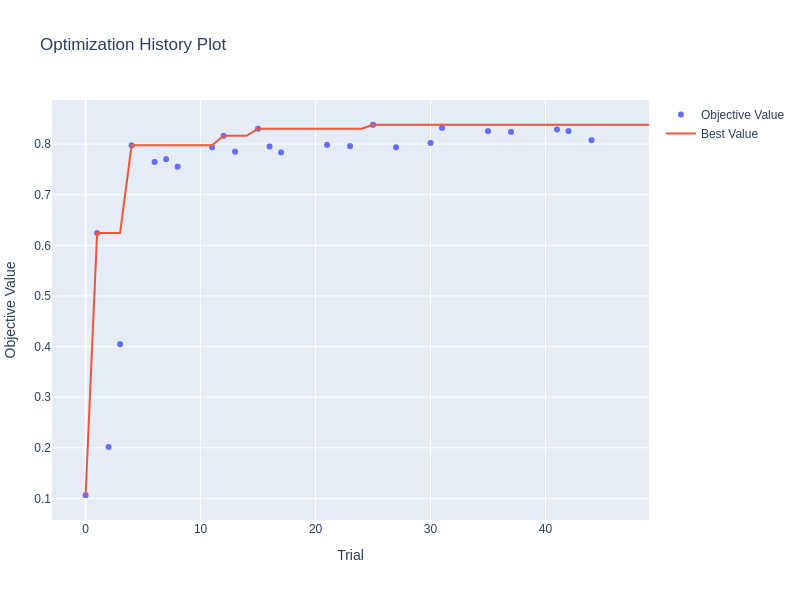 Optimization History Plot
Objective Value
Best Value
0.8
0.7
0.6
0.5
0.4
0.3
0.2
0.1
Objective Value
0
10
20
30
40
Trial